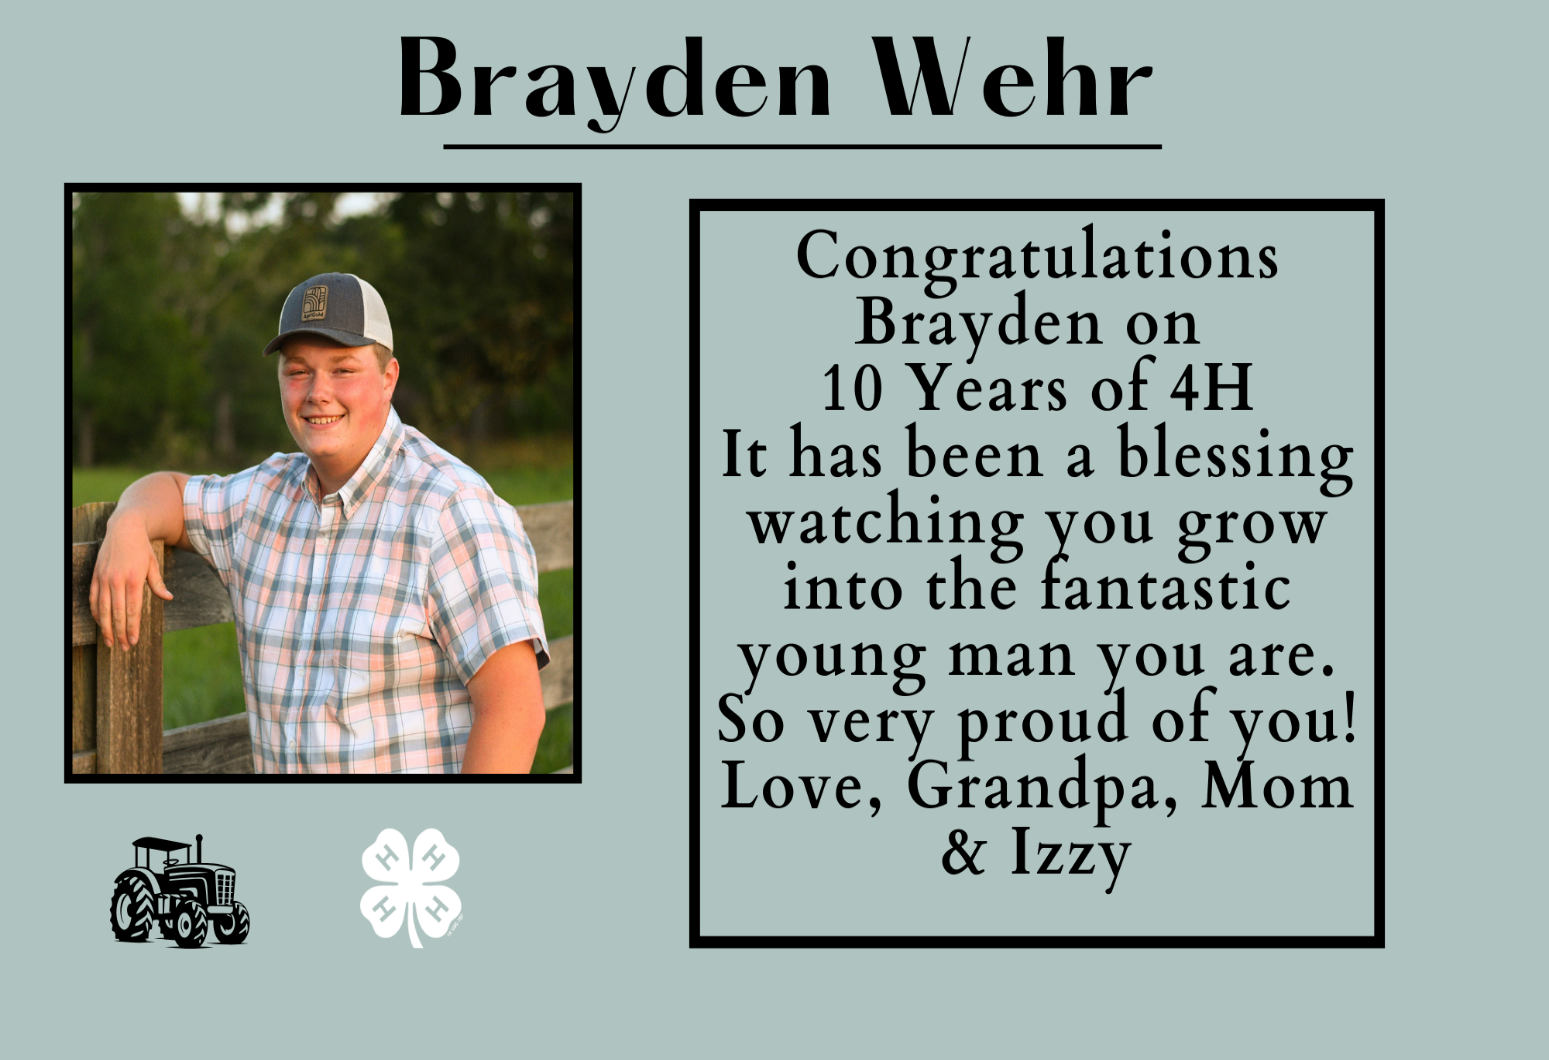 Brayden Wehr
Congratulations
Brayden on
10 Years of 4H
It has been a blessing
watching you grow
into the fantastic
young man you are.
So very proud of you!
Love, Grandpa, Mom
& Izzy
H H
H H